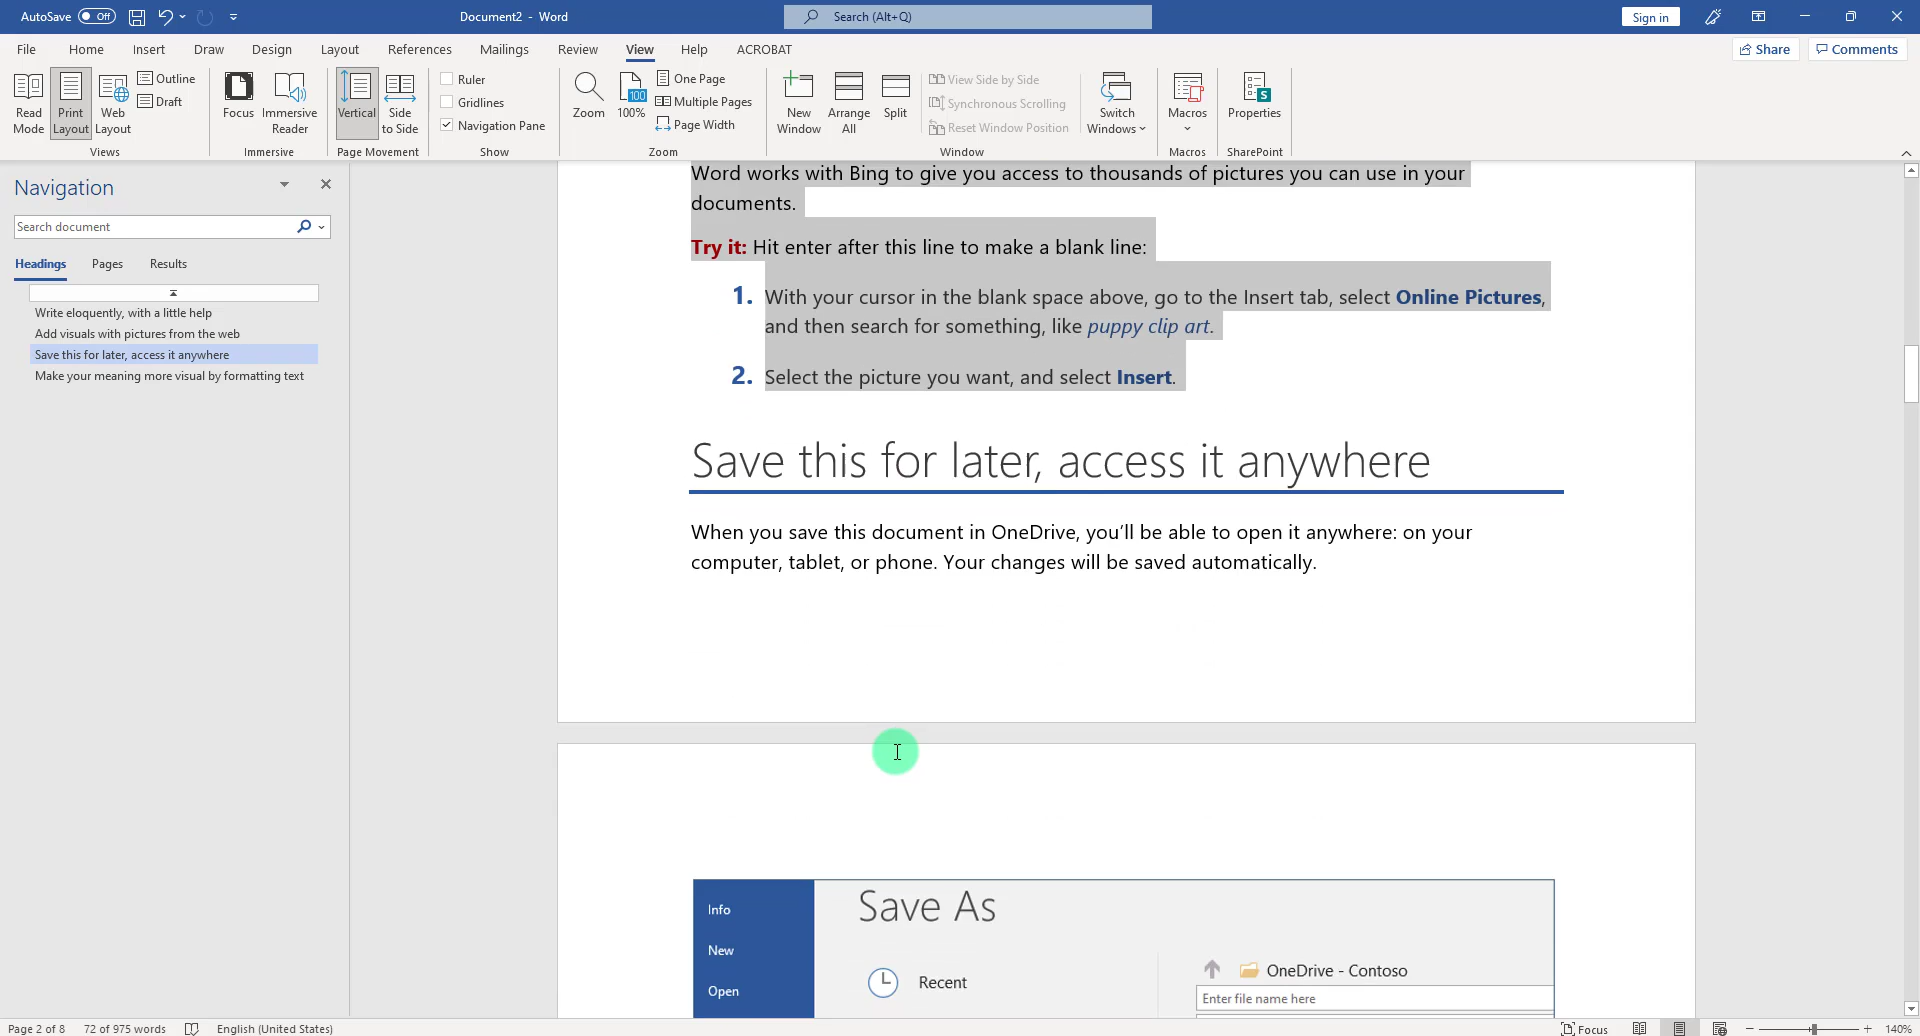 AutoSave Off
Document2 - Word
Search (Alt+Q)
Sign in
File Home Insert Draw Design Layout References Mailings Review View Help ACROBAT
Share Comments
Read Mode
Print Layout
Web Layout
Outline
Draft
Views
Focus
Immersive Reader
Immersive
Vertical
Side to Side
Page Movement
Ruler
Gridlines
Navigation Pane
Show
Zoom
100
100%
One Page
Multiple Pages
Page Width
Zoom
New Window
Arrange All
Split
View Side by Side
Synchronous Scrolling
Reset Window Position
Switch Windows
Window
Macros
Macros
S
Properties
SharePoint
Navigation
Search document
Headings Pages Results
Write eloquently, with a little help
Add visuals with pictures from the web
Save this for later, access it anywhere
Make your meaning more visual by formatting text
Word works with Bing to give you access to thousands of pictures you can use in your
documents.
Try it: Hit enter after this line to make a blank line:
1. With your cursor in the blank space above, go to the Insert tab, select Online Pictures,
and then search for something, like puppy clip art.
2. Select the picture you want, and select Insert.
Save this for later, access it anywhere
When you save this document in OneDrive, you’ll be able to open it anywhere: on your
computer, tablet, or phone. Your changes will be saved automatically.
Info
New
Open
Save As
Recent
OneDrive - Contoso
Enter file name here
Page 2 of 8 72 of 975 words English (United States)
Focus
140%